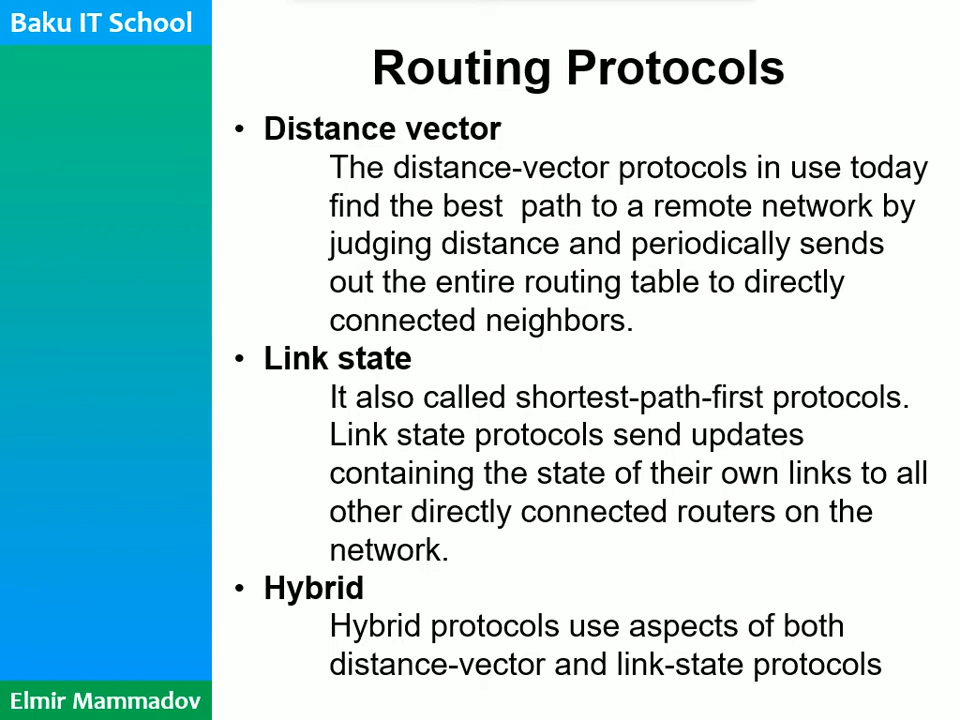 Baku IT School
Routing Protocols
• Distance vector
The distance-vector protocols in use today
find the best path to a remote network by
judging distance and periodically sends
out the entire routing table to directly
connected neighbors.
• Link state
It also called shortest-path-first protocols.
Link state protocols send updates
containing the state of their own links to all
other directly connected routers on the
network.
• Hybrid
Hybrid protocols use aspects of both
distance-vector and link-state protocols
Elmir Mammadov